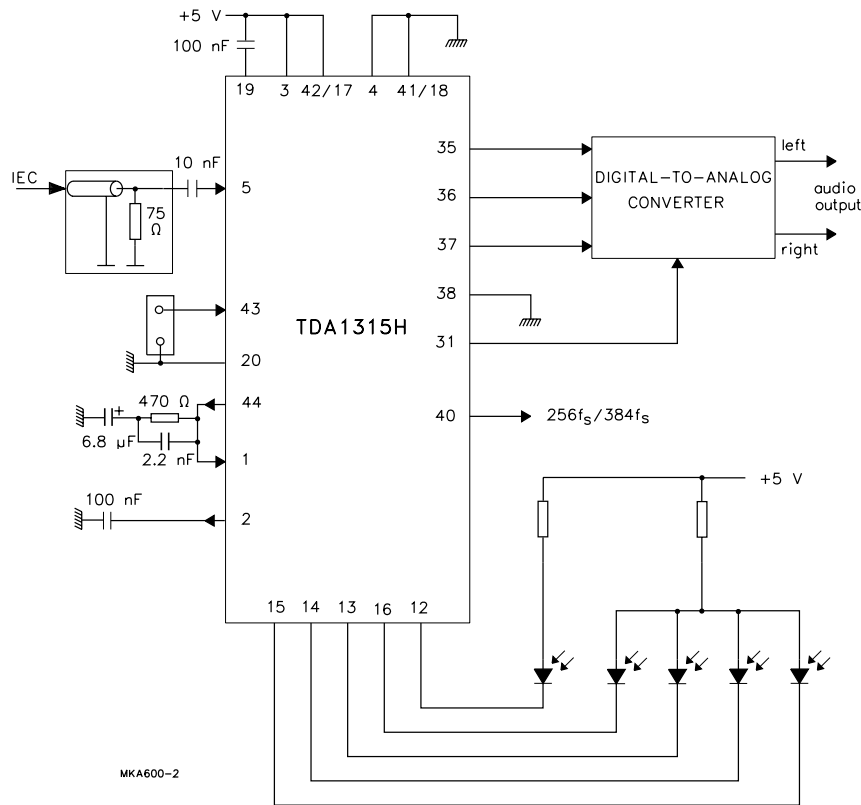 +5 V
100 nF
19
3
42/17
4
41/18
IEC
75
Ω
10 nF
5
43
20
470 Ω
44
6.8 μF
2.2 nF
1
100 nF
2
TDA1315H
35
36
37
38
31
40
DIGITAL-TO-ANALOG
CONVERTER
left
audio
output
right
256fs/384fs
+5 V
15
14
13
16
12
MKA600-2